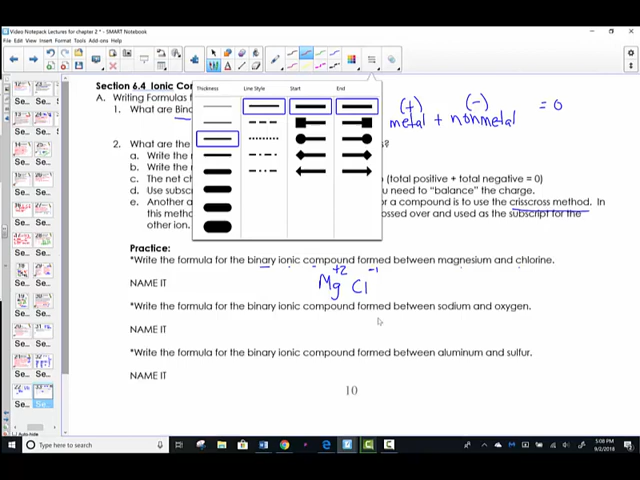 Video Notepack Lectures for chapter 2 * - SMART Notebook
File Edit View Insert Format Tools Add-ons Help
Section 6.4 Ionic Co
A. Writing Formulas f
1. What are Bina
Thickness Line Style Start End
(+) (-) = 0
metal + nonmetal
2. What are the s?
a. Write the
b. Write the
c. The net ch (total positive + total negative = 0)
d. Use subsc ou need to "balance" the charge.
e. Another a or a compound is to use the crisscross method. In
this method ossed over and used as the subscript for the
other ion.
Practice:
*Write the formula for the binary ionic compound formed between magnesium and chlorine.
Mg+2 Cl-1
NAME IT
*Write the formula for the binary ionic compound formed between sodium and oxygen.
NAME IT
*Write the formula for the binary ionic compound formed between aluminum and sulfur.
NAME IT
10
Type here to search
5:08 PM
9/2/2018